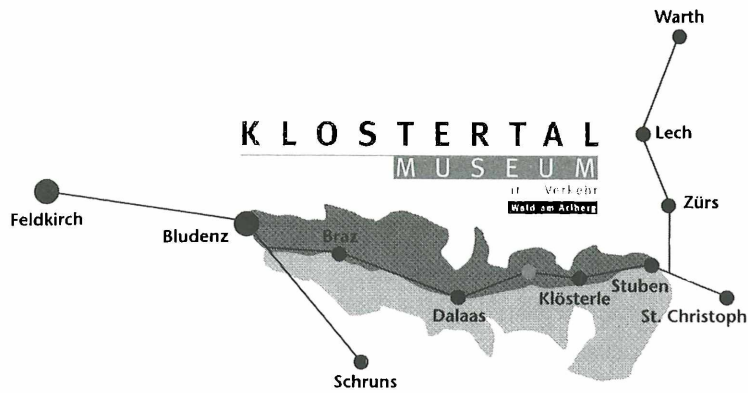 Warth
KLOSTERTAL
Lech
MUSEUM
Verkehr
Wald am Arlberg
Zürs
Feldkirch
Bludenz
Braz
Stuben
Klösterle
Dalaas
St. Christoph
Schruns